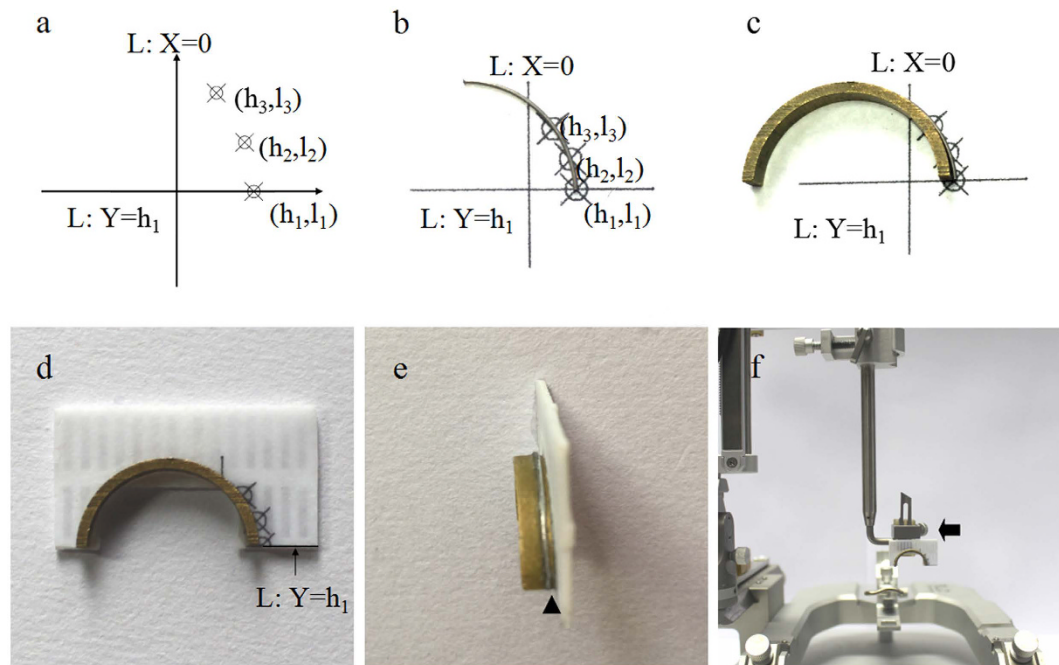 a
L: X=0
(h3,l3)
(h2,l2)
(h1,l1)
L: Y=h1
b
L: X=0
(h3,l3)
(h2,l2)
(h1,l1)
L: Y=h1
c
L: X=0
L: Y=h1
d
L: Y=h1
e
f